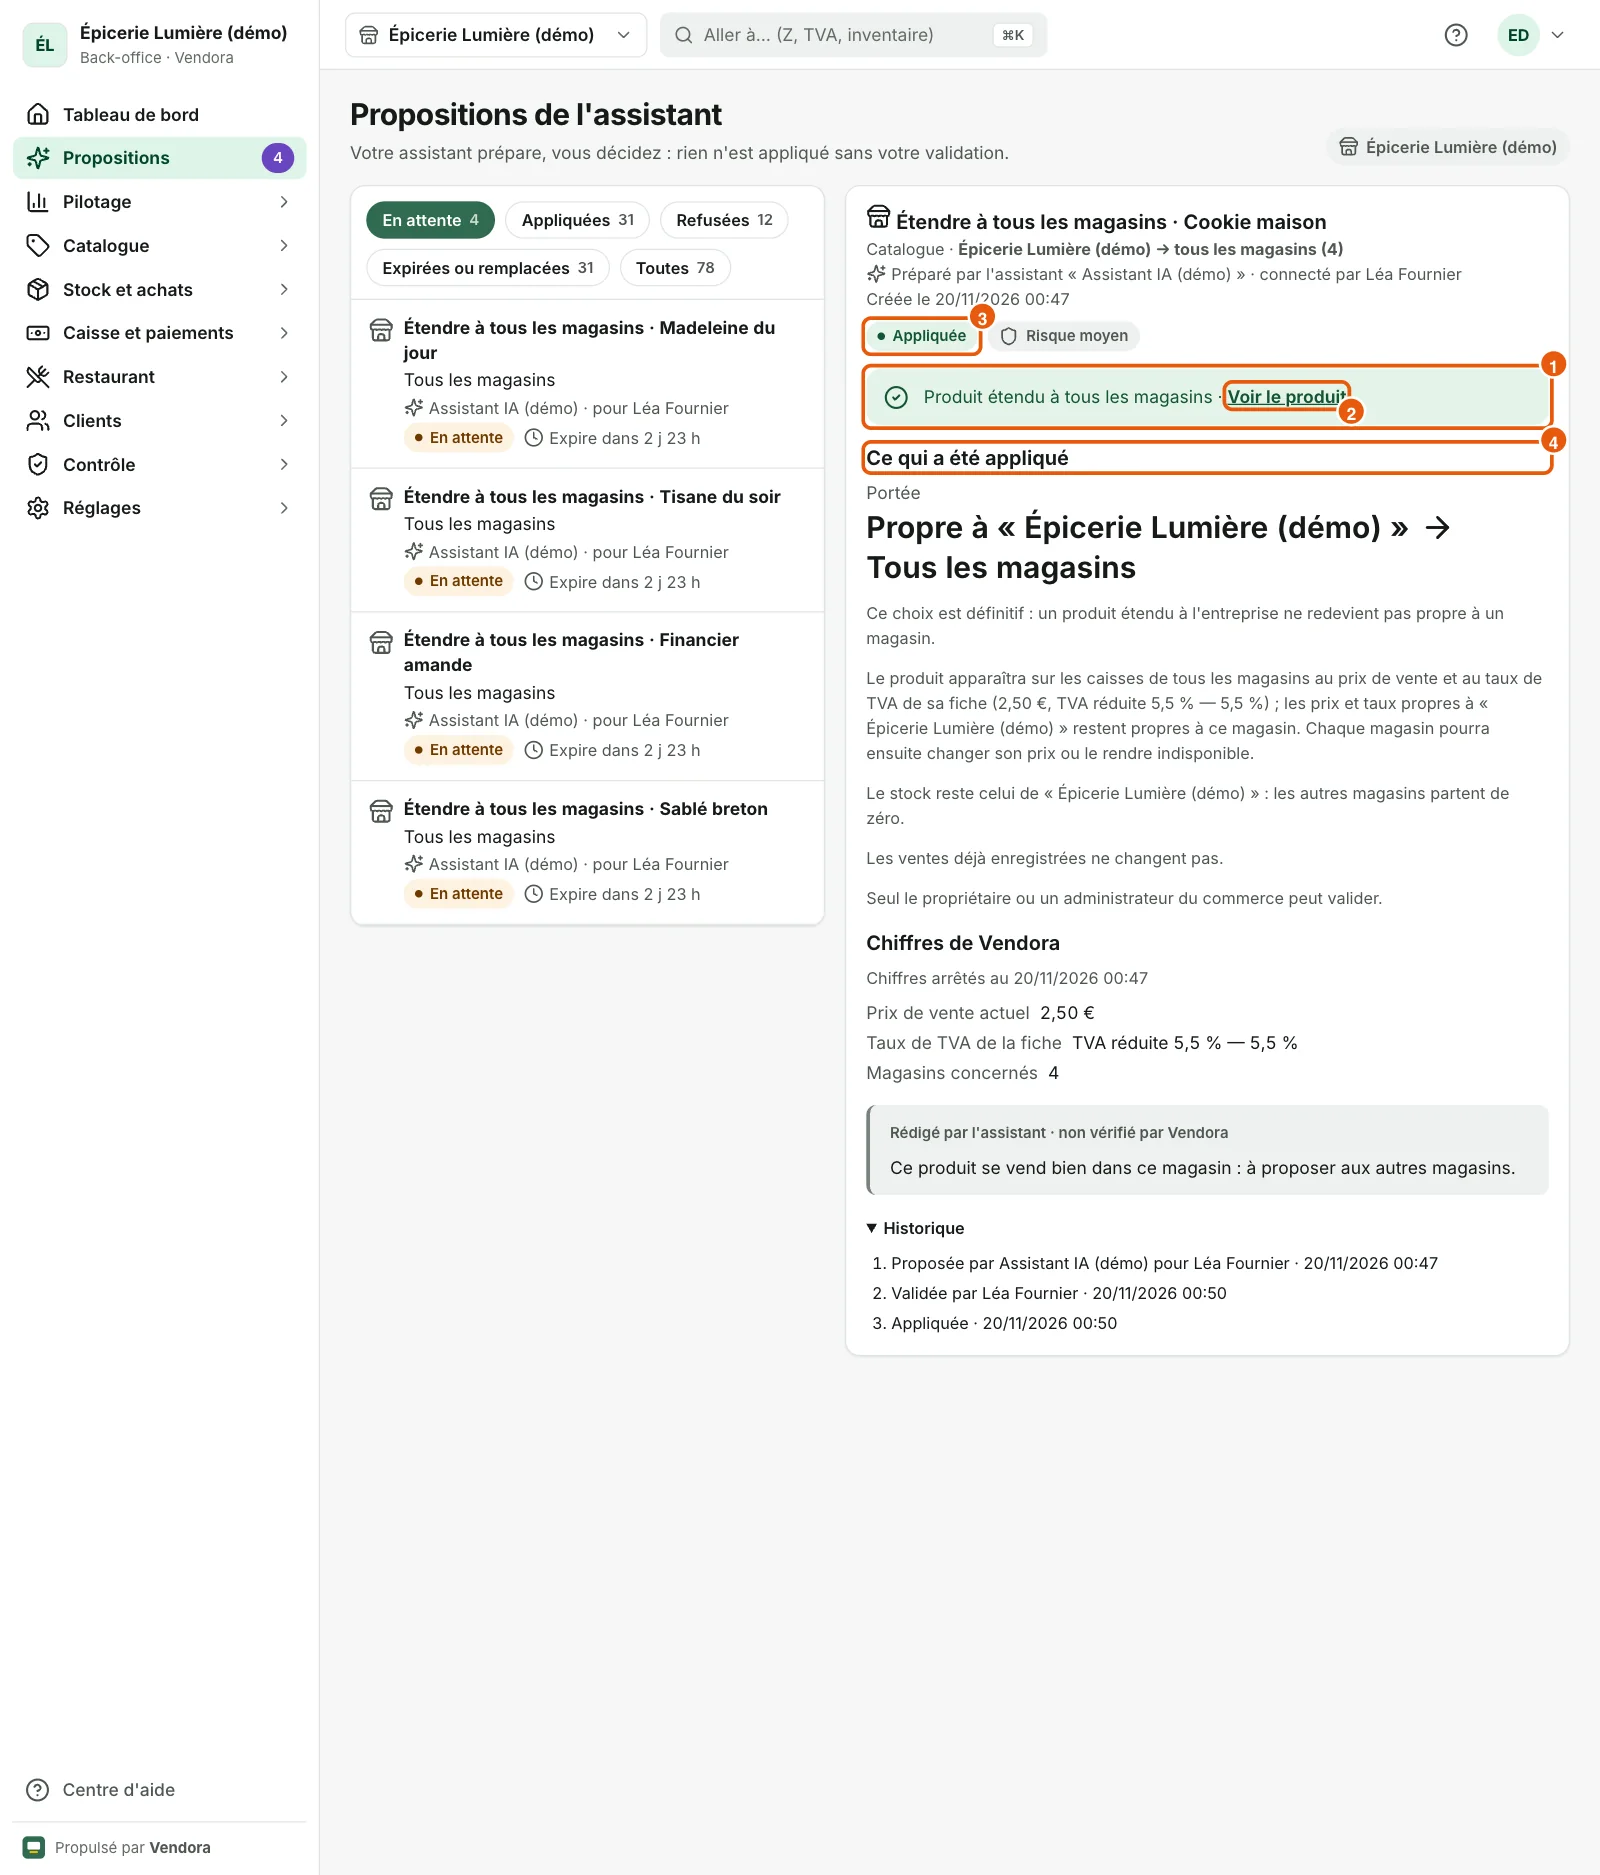 ÉL
Épicerie Lumière (démo)
Back-office · Vendora
Tableau de bord
Propositions 4
Pilotage
Catalogue
Stock et achats
Caisse et paiements
Restaurant
Clients
Contrôle
Réglages
Centre d'aide
Propulsé par Vendora
Épicerie Lumière (démo)
Aller à... (Z, TVA, inventaire) ⌘K
ED
Propositions de l'assistant
Votre assistant prépare, vous décidez : rien n'est appliqué sans votre validation.
Épicerie Lumière (démo)
En attente 4
Appliquées 31
Refusées 12
Expirées ou remplacées 31
Toutes 78
Étendre à tous les magasins · Madeleine du
jour
Tous les magasins
Assistant IA (démo) · pour Léa Fournier
En attente Expire dans 2 j 23 h
Étendre à tous les magasins · Tisane du soir
Tous les magasins
Assistant IA (démo) · pour Léa Fournier
En attente Expire dans 2 j 23 h
Étendre à tous les magasins · Financier
amande
Tous les magasins
Assistant IA (démo) · pour Léa Fournier
En attente Expire dans 2 j 23 h
Étendre à tous les magasins · Sablé breton
Tous les magasins
Assistant IA (démo) · pour Léa Fournier
En attente Expire dans 2 j 23 h
Étendre à tous les magasins · Cookie maison
Catalogue · Épicerie Lumière (démo) → tous les magasins (4)
Préparé par l'assistant « Assistant IA (démo) » · connecté par Léa Fournier
Créée le 20/11/2026 00:47
Appliquée 3 Risque moyen
1
Produit étendu à tous les magasins · Voir le produit
2
4
Ce qui a été appliqué
Portée
Propre à « Épicerie Lumière (démo) » →
Tous les magasins
Ce choix est définitif : un produit étendu à l'entreprise ne redevient pas propre à un
magasin.
Le produit apparaîtra sur les caisses de tous les magasins au prix de vente et au taux de
TVA de sa fiche (2,50 €, TVA réduite 5,5 % — 5,5 %) ; les prix et taux propres à «
Épicerie Lumière (démo) » restent propres à ce magasin. Chaque magasin pourra
ensuite changer son prix ou le rendre indisponible.
Le stock reste celui de « Épicerie Lumière (démo) » : les autres magasins partent de
zéro.
Les ventes déjà enregistrées ne changent pas.
Seul le propriétaire ou un administrateur du commerce peut valider.
Chiffres de Vendora
Chiffres arrêtés au 20/11/2026 00:47
Prix de vente actuel 2,50 €
Taux de TVA de la fiche TVA réduite 5,5 % — 5,5 %
Magasins concernés 4
Rédigé par l'assistant · non vérifié par Vendora
Ce produit se vend bien dans ce magasin : à proposer aux autres magasins.
▼ Historique
1. Proposée par Assistant IA (démo) pour Léa Fournier · 20/11/2026 00:47
2. Validée par Léa Fournier · 20/11/2026 00:50
3. Appliquée · 20/11/2026 00:50